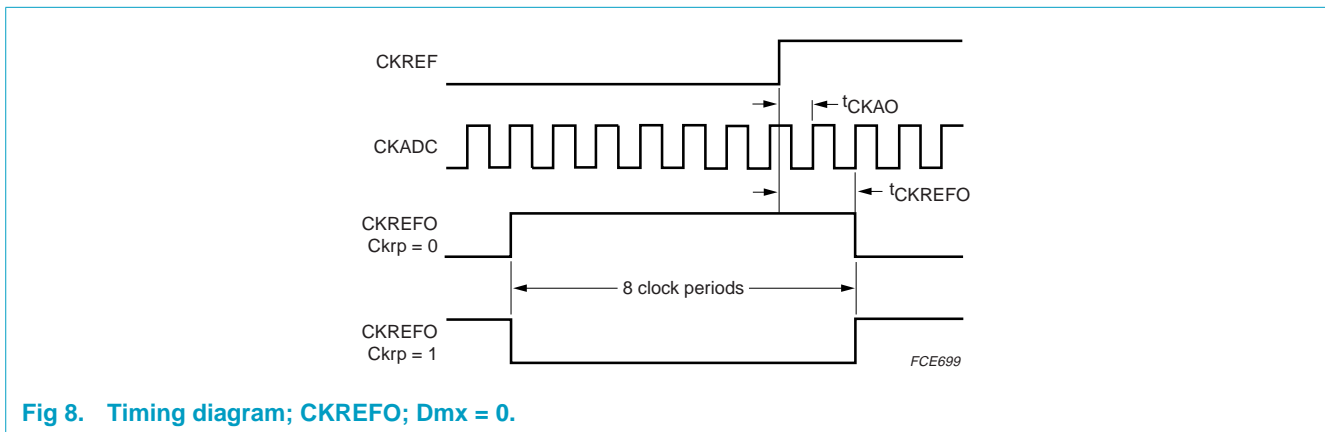 CKREF
tCKAO
CKADC
tCKREFO
CKREFO
Ckrp = 0
8 clock periods
CKREFO
Ckrp = 1
FCE699
Fig 8. Timing diagram; CKREFO; Dmx = 0.